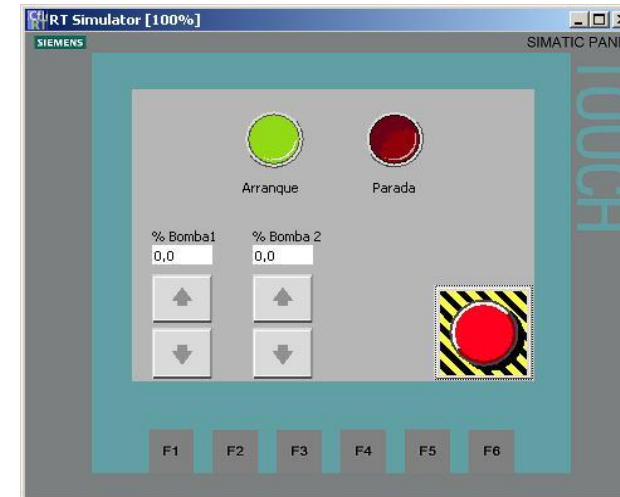 RT Simulator [100%]
SIEMENS
SIMATIC PAN
TOUCH
Arranque Parada
% Bomba1 % Bomba 2
0,0 0,0
F1 F2 F3 F4 F5 F6